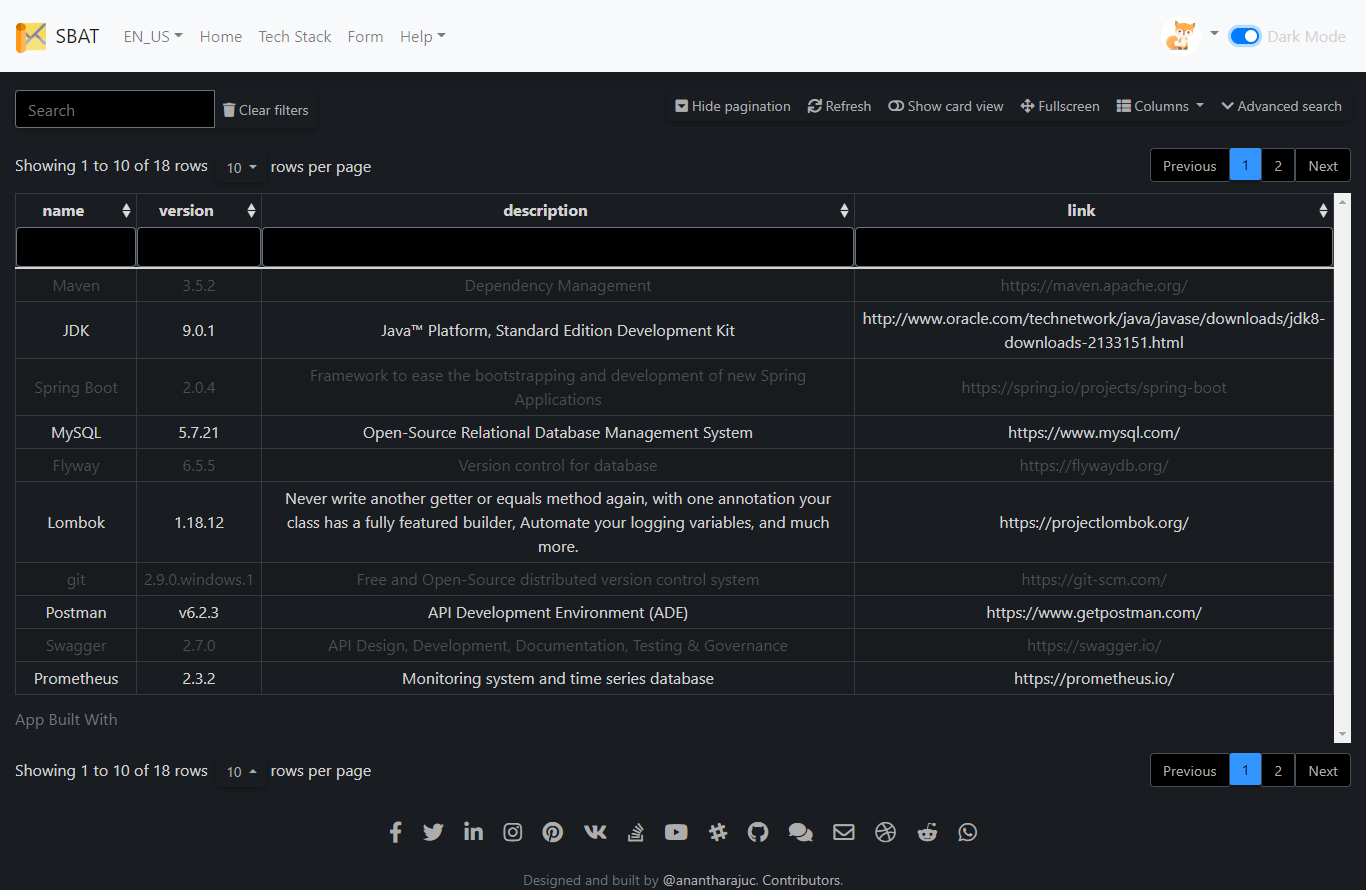 SBAT EN_US Home Tech Stack Form Help Dark Mode
Search Clear filters Hide pagination Refresh Show card view Fullscreen Columns Advanced search
Showing 1 to 10 of 18 rows 10 rows per page Previous 1 2 Next
name version description link
Maven 3.5.2 Dependency Management https://maven.apache.org/
JDK 9.0.1 Java™ Platform, Standard Edition Development Kit http://www.oracle.com/technetwork/java/javase/downloads/jdk8-
downloads-2133151.html
Spring Boot 2.0.4 Framework to ease the bootstrapping and development of new Spring
Applications https://spring.io/projects/spring-boot
MySQL 5.7.21 Open-Source Relational Database Management System https://www.mysql.com/
Flyway 6.5.5 Version control for database https://flywaydb.org/
Lombok 1.18.12 Never write another getter or equals method again, with one annotation your
class has a fully featured builder, Automate your logging variables, and much
more. https://projectlombok.org/
git 2.9.0.windows.1 Free and Open-Source distributed version control system https://git-scm.com/
Postman v6.2.3 API Development Environment (ADE) https://www.getpostman.com/
Swagger 2.7.0 API Design, Development, Documentation, Testing & Governance https://swagger.io/
Prometheus 2.3.2 Monitoring system and time series database https://prometheus.io/
App Built With
Showing 1 to 10 of 18 rows 10 rows per page Previous 1 2 Next
Designed and built by @anantharajuc. Contributors.